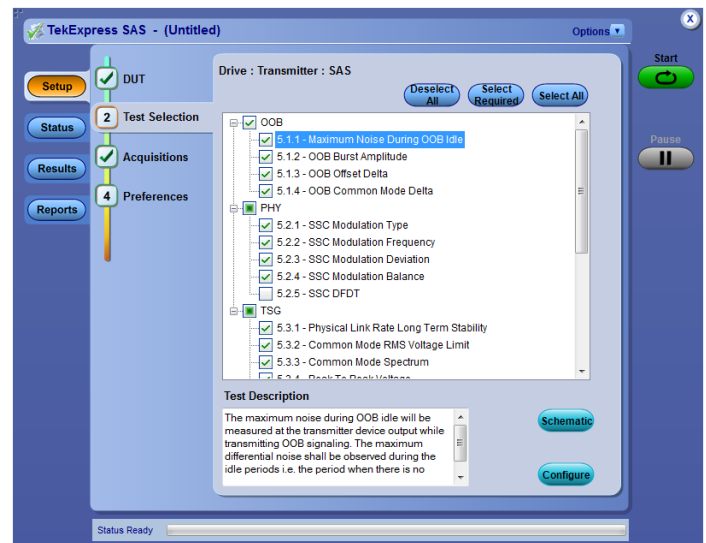 TekExpress SAS - (Untitled)
Options
x
Start
Pause
Setup
Status
Results
Reports
DUT
2 Test Selection
Acquisitions
4 Preferences
Drive : Transmitter : SAS
Deselect All
Select Required
Select All
OOB
5.1.1 - Maximum Noise During OOB Idle
5.1.2 - OOB Burst Amplitude
5.1.3 - OOB Offset Delta
5.1.4 - OOB Common Mode Delta
PHY
5.2.1 - SSC Modulation Type
5.2.2 - SSC Modulation Frequency
5.2.3 - SSC Modulation Deviation
5.2.4 - SSC Modulation Balance
5.2.5 - SSC DFDT
TSG
5.3.1 - Physical Link Rate Long Term Stability
5.3.2 - Common Mode RMS Voltage Limit
5.3.3 - Common Mode Spectrum
5.3.4 - Peak To Peak Voltage
Test Description
The maximum noise during OOB idle will be
measured at the transmitter device output while
transmitting OOB signaling. The maximum
differential noise shall be observed during the
idle periods i.e. the period when there is no
Schematic
Configure
Status Ready